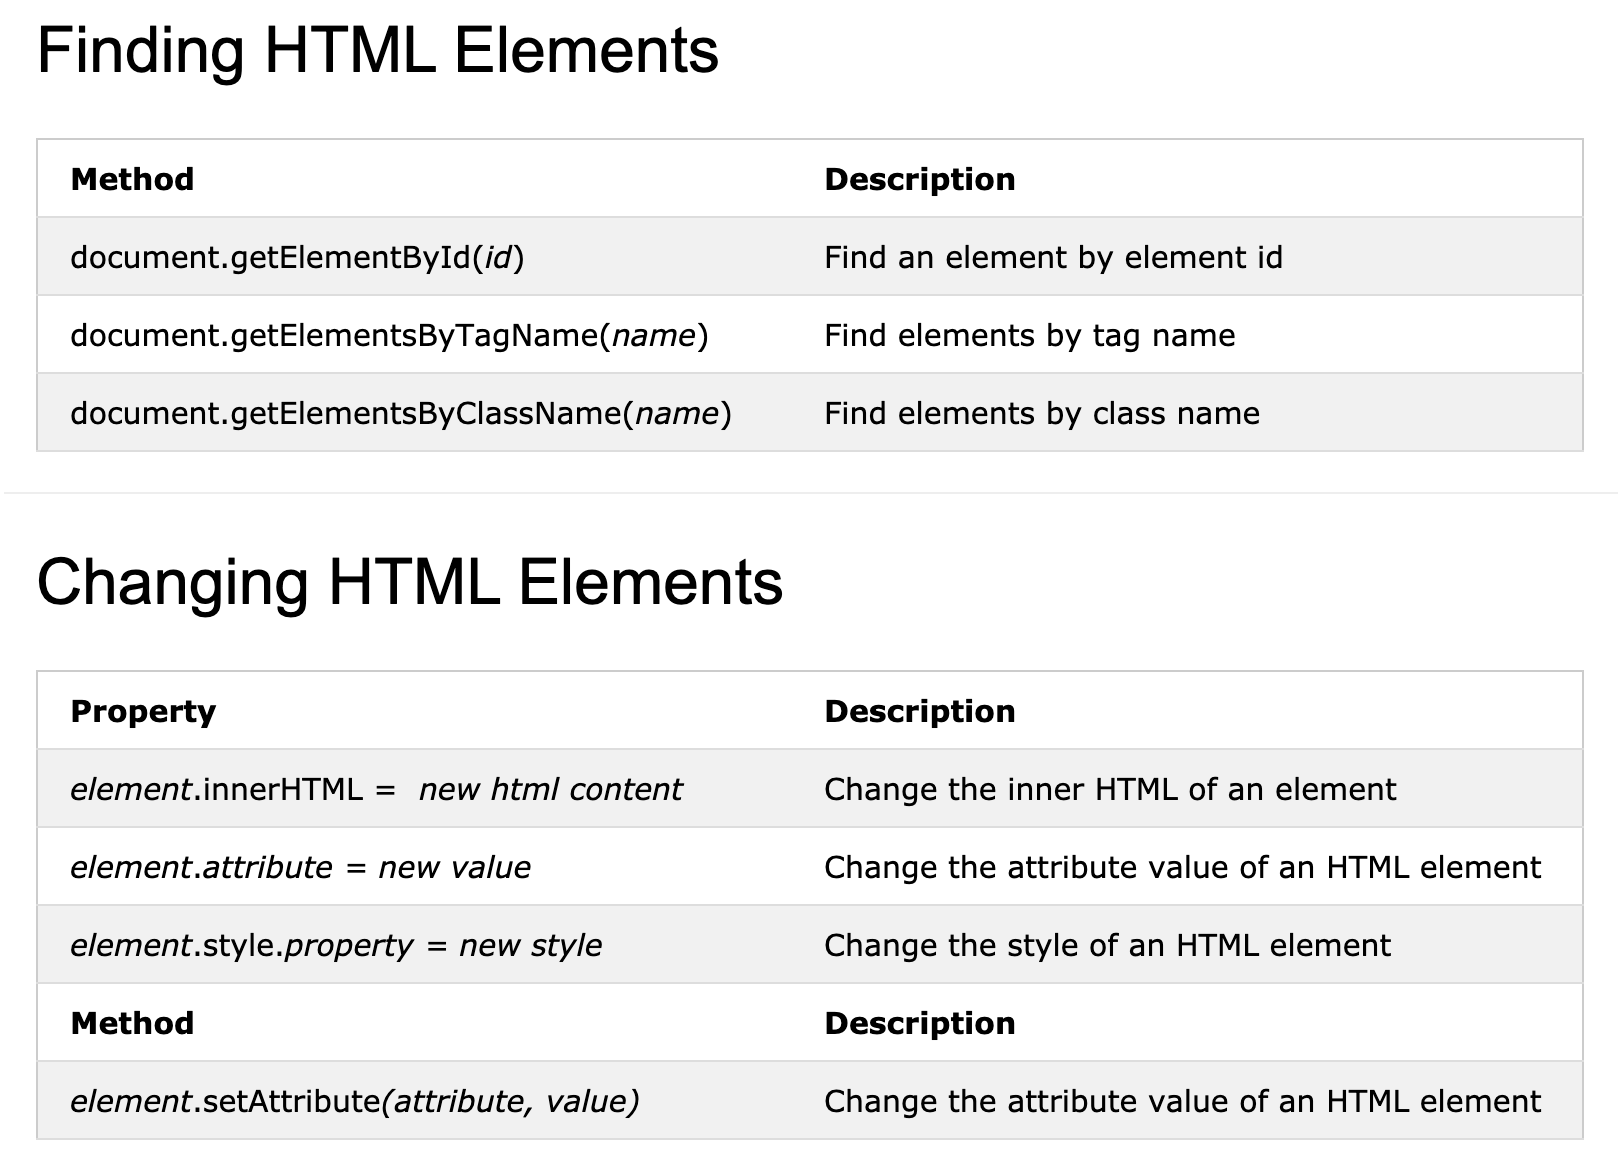 Finding HTML Elements
Method Description
document.getElementById(id) Find an element by element id
document.getElementsByTagName(name) Find elements by tag name
document.getElementsByClassName(name) Find elements by class name
Changing HTML Elements
Property Description
element.innerHTML =  new html content Change the inner HTML of an element
element.attribute = new value Change the attribute value of an HTML element
element.style.property = new style Change the style of an HTML element
Method Description
element.setAttribute(attribute, value) Change the attribute value of an HTML element